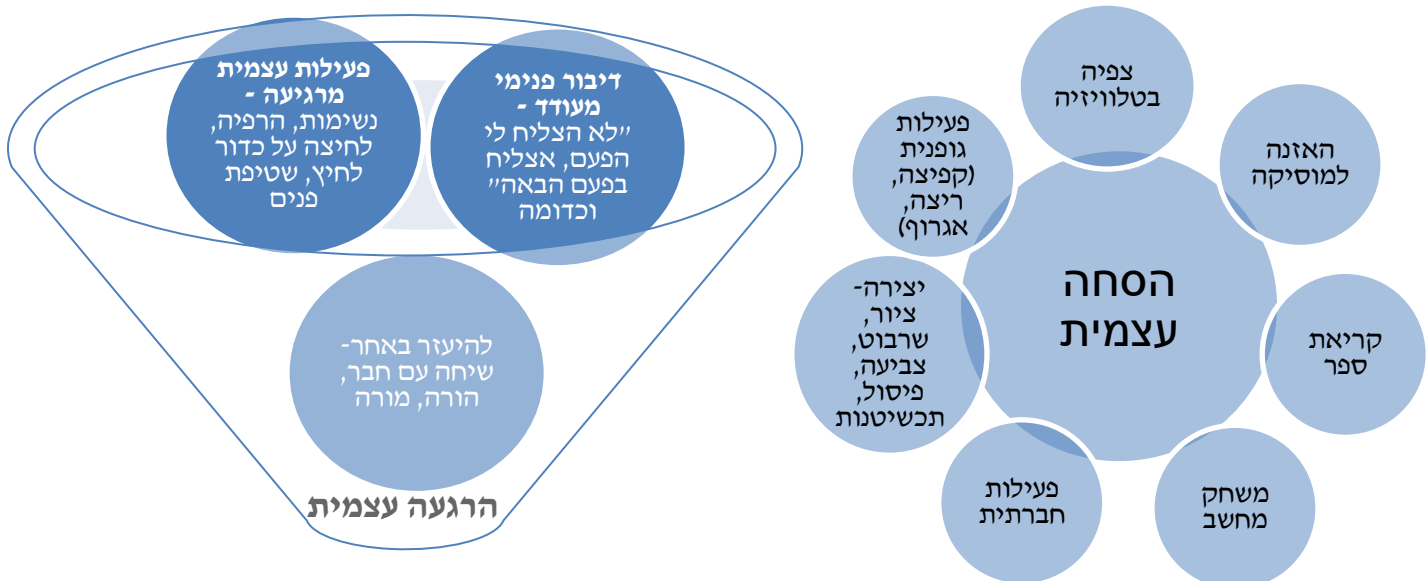 פעילות עצמית
מרגיעה -
נשימות, הרפיה,
לחיצה על כדור
לחיץ, שטיפת
פנים
דיבור פנימי
מעודד -
"לא הצליח לי
הפעם, אצליח
בפעם הבאה"
וכדומה
להיעזר באחר-
שיחה עם חבר,
הורה, מורה
הרגעה עצמית
הסחה
עצמית
צפיה
בטלוויזיה
האזנה
למוסיקה
קריאת
ספר
משחק
מחשב
פעילות
חברתית
יצירה-
ציור,
שרבוט,
צביעה,
פיסול,
תכשיטנות
פעילות
גופנית
(קפיצה,
ריצה,
אגרוף)